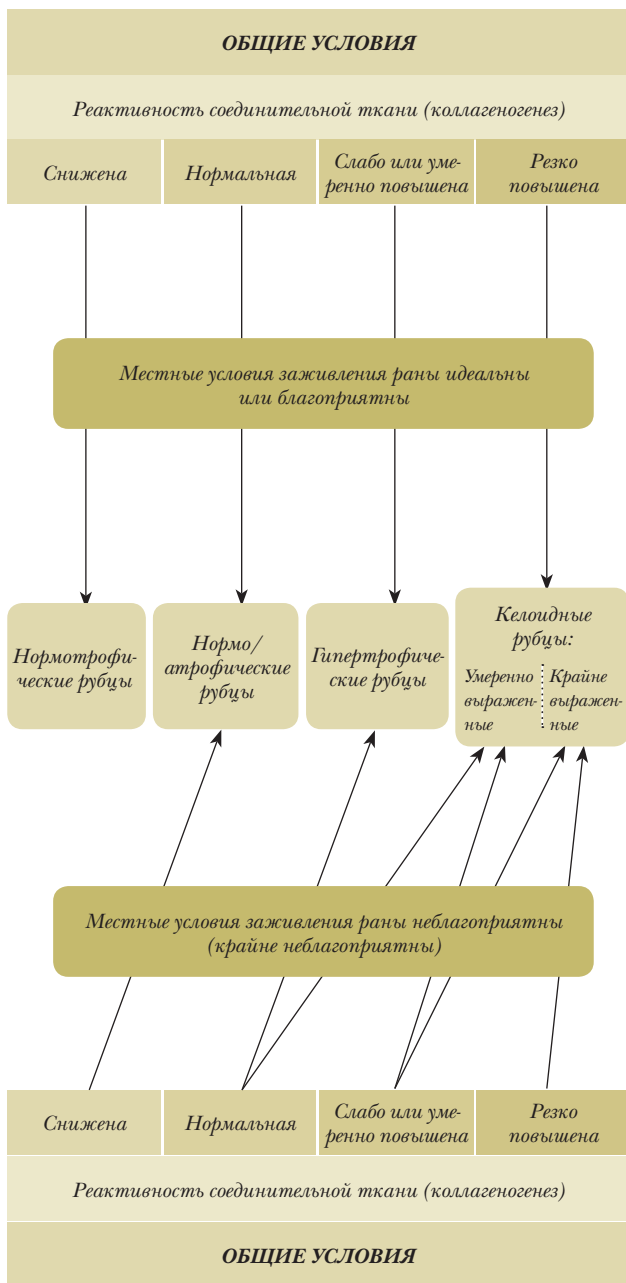 ОБЩИЕ УСЛОВИЯ
Реактивность соединительной ткани (коллагеногенез)
Снижена
Нормальная
Слабо или уме-
ренно повышена
Резко
повышена
Местные условия заживления раны идеальны
или благоприятны
Нормотрофи-
ческие рубцы
Нормо/
атрофические
рубцы
Гипертрофиче-
ские рубцы
Келоидные
рубцы:
Умеренно
выражен-
ные
Крайне
выражен-
ные
Местные условия заживления раны неблагоприятны
(крайне неблагоприятны)
Снижена
Нормальная
Слабо или уме-
ренно повышена
Резко
повышена
Реактивность соединительной ткани (коллагеногенез)
ОБЩИЕ УСЛОВИЯ